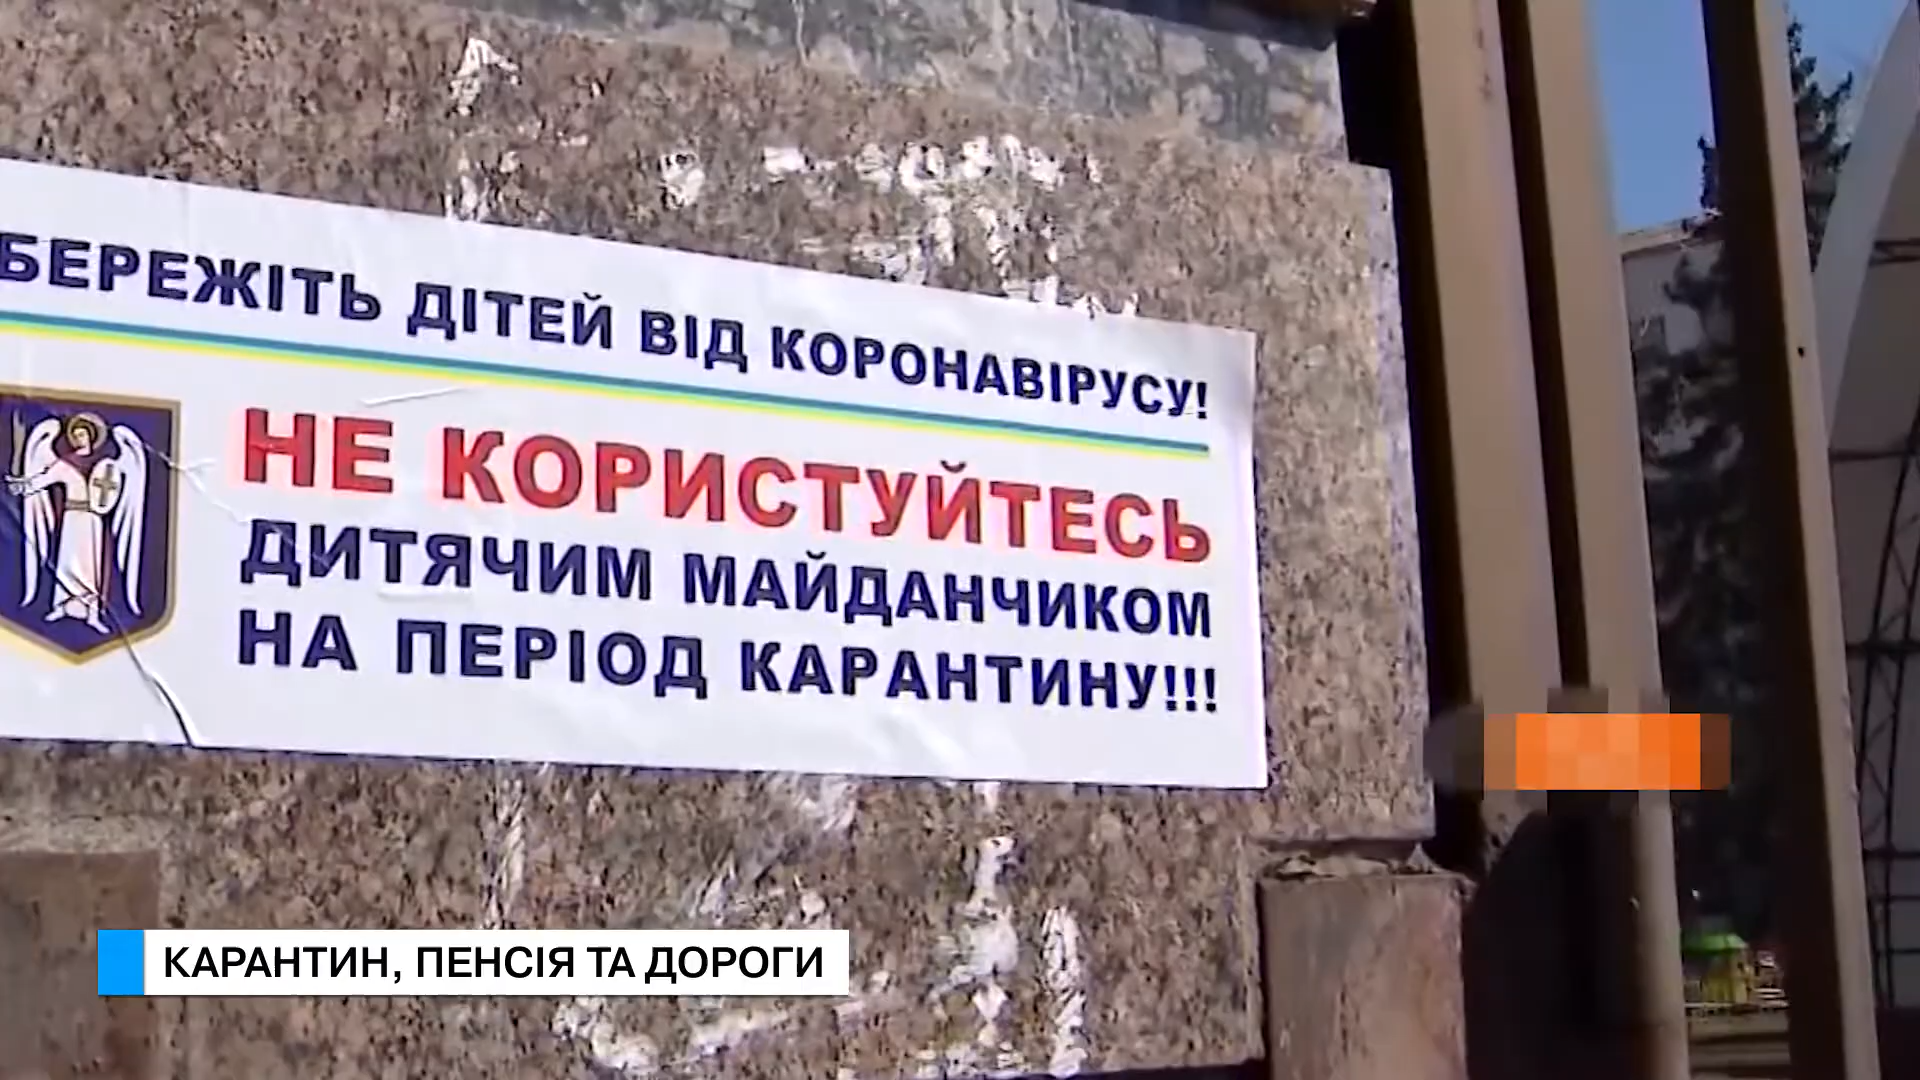 БЕРЕЖІТЬ ДІТЕЙ ВІД КОРОНАВІРУСУ!
НЕ КОРИСТУЙТЕСЬ
ДИТЯЧИМ МАЙДАНЧИКОМ
НА ПЕРІОД КАРАНТИНУ!!!
КАРАНТИН, ПЕНСІЯ ТА ДОРОГИ